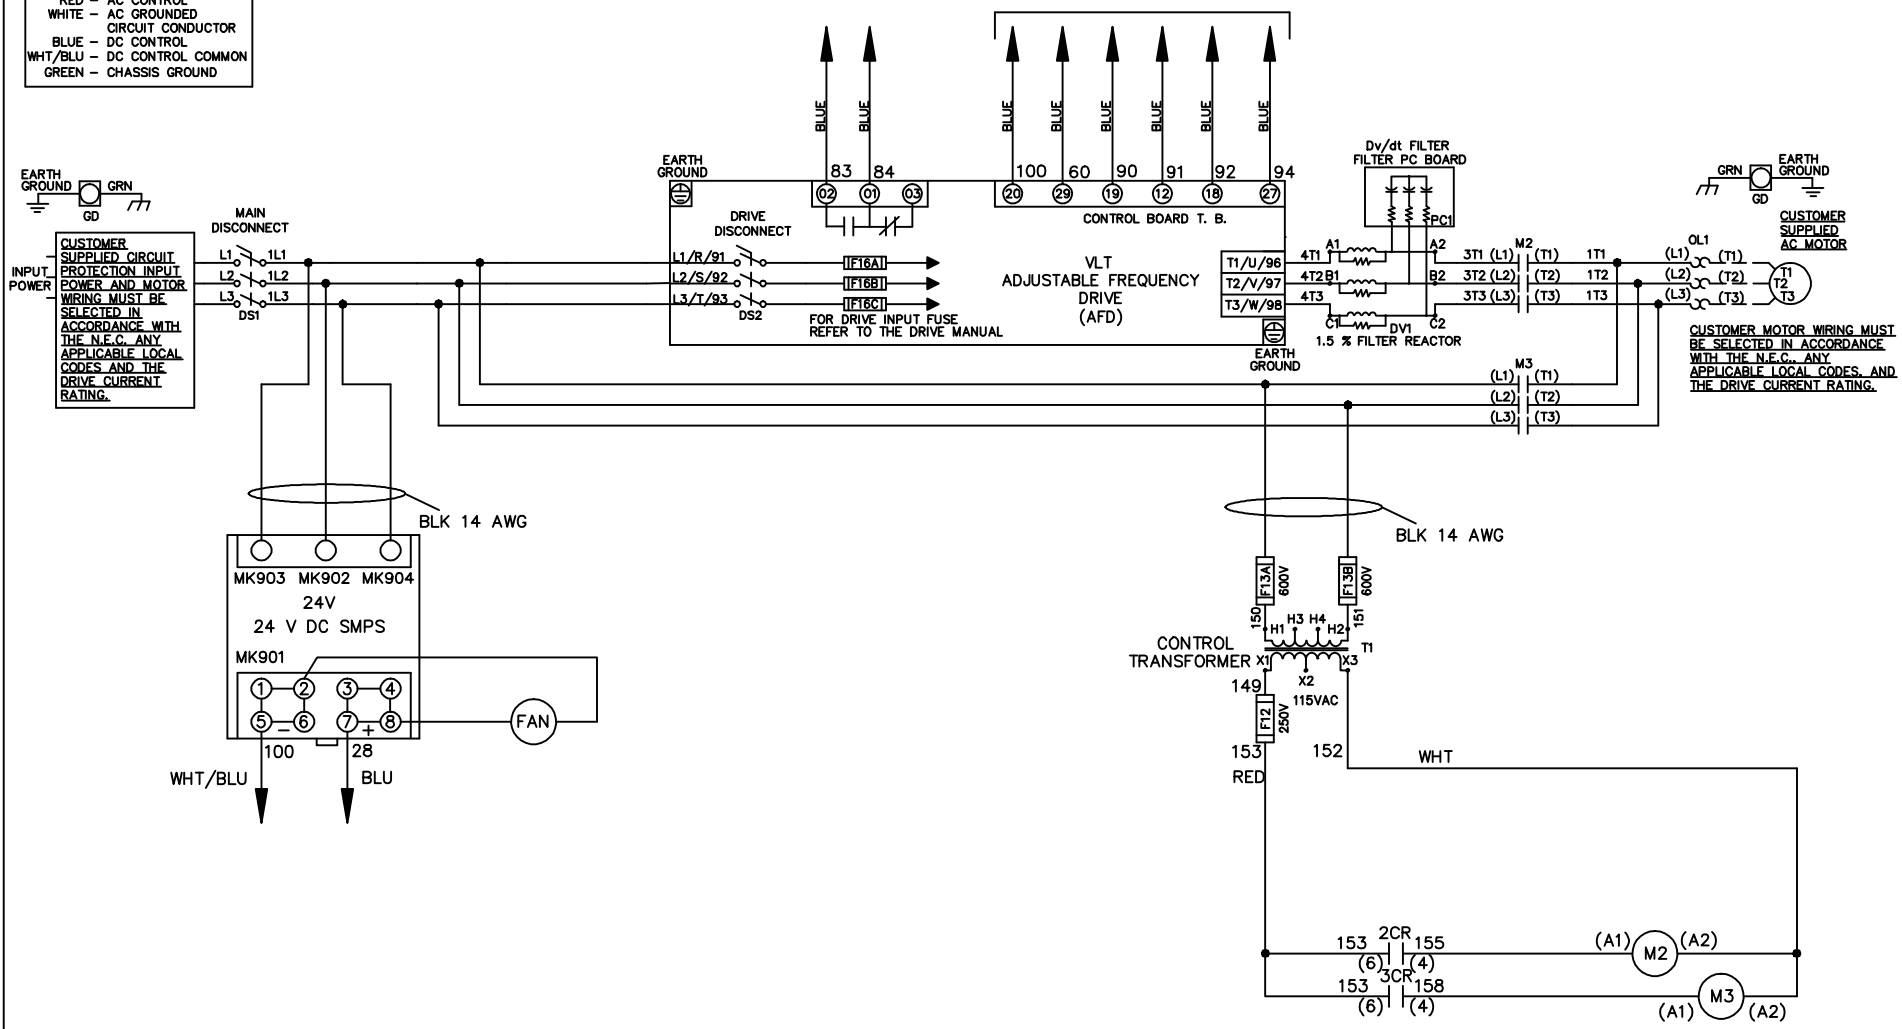 RED – AC CONTROL
WHITE – AC GROUNDED
CIRCUIT CONDUCTOR
BLUE – DC CONTROL
WHT/BLU – DC CONTROL COMMON
GREEN – CHASSIS GROUND
BLUE
BLUE
BLUE
BLUE
BLUE
BLUE
BLUE
BLUE
EARTH
GROUND
GRN
GD
MAIN
DISCONNECT
INPUT
POWER
CUSTOMER
SUPPLIED CIRCUIT
PROTECTION INPUT
POWER AND MOTOR
WIRING MUST BE
SELECTED IN
ACCORDANCE WITH
THE N.E.C. ANY
APPLICABLE LOCAL
CODES AND THE
DRIVE CURRENT
RATING.
L1 1L1
L2 1L2
L3 1L3
DS1
EARTH
GROUND
83 84
02 01 03
100 60 90 91 92 94
20 29 19 12 18 27
CONTROL BOARD T. B.
DRIVE
DISCONNECT
L1/R/91
L2/S/92
L3/T/93
DS2
F16A
F16B
F16C
FOR DRIVE INPUT FUSE
REFER TO THE DRIVE MANUAL
VLT
ADJUSTABLE FREQUENCY
DRIVE
(AFD)
T1/U/96
T2/V/97
T3/W/98
EARTH
GROUND
Dv/dt FILTER
FILTER PC BOARD
PC1
4T1 A1 A2
4T2 B1 B2
4T3 C1 C2
DV1
1.5 % FILTER REACTOR
M2
3T1 (L1) (T1) 1T1
3T2 (L2) (T2) 1T2
3T3 (L3) (T3) 1T3
OL1
(L1) (T1)
(L2) (T2)
(L3) (T3)
T1
T2
T3
GRN
EARTH
GROUND
GD
CUSTOMER
SUPPLIED
AC MOTOR
CUSTOMER MOTOR WIRING MUST
BE SELECTED IN ACCORDANCE
WITH THE N.E.C., ANY
APPLICABLE LOCAL CODES, AND
THE DRIVE CURRENT RATING.
M3
(L1) (T1)
(L2) (T2)
(L3) (T3)
BLK 14 AWG
BLK 14 AWG
MK903 MK902 MK904
24V
24 V DC SMPS
MK901
1 2 3 4
5 – 6 7 + 8
FAN
100 28
WHT/BLU BLU
F13A
600V
F13B
600V
150
151
H1 H3 H4 H2
T1
CONTROL
TRANSFORMER
X1 X2 X3
115VAC
149
F12
250V
153
RED
152
WHT
2CR
153 155
(6) (4)
(A1) M2 (A2)
3CR
153 158
(6) (4)
(A1) M3 (A2)